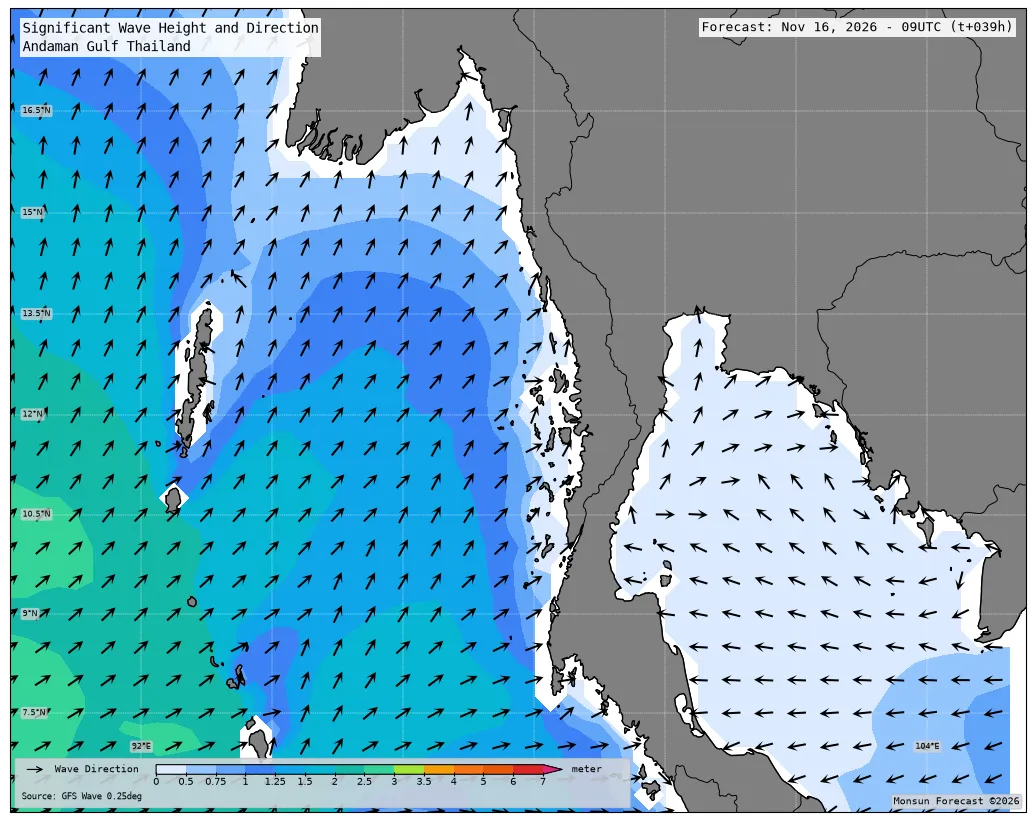 Significant Wave Height and Direction
Andaman Gulf Thailand
Forecast: Nov 16, 2026 - 09UTC (t+039h)
16.5°N
15°N
13.5°N
12°N
10.5°N
9°N
7.5°N
92°E
104°E
Wave Direction
0 0.5 0.75 1 1.25 1.5 2 2.5 3 3.5 4 5 6 7
meter
Source: GFS Wave 0.25deg
Monsun Forecast ©2026